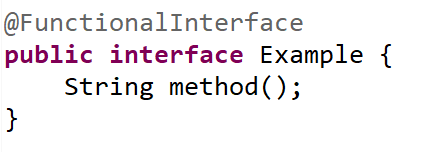 @FunctionalInterface
public interface Example {
    String method();
}